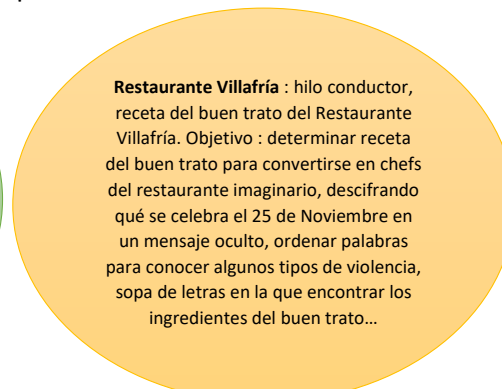 Restaurante Villafría : hilo conductor,
receta del buen trato del Restaurante
Villafría. Objetivo : determinar receta
del buen trato para convertirse en chefs
del restaurante imaginario, descifrando
qué se celebra el 25 de Noviembre en
un mensaje oculto, ordenar palabras
para conocer algunos tipos de violencia,
sopa de letras en la que encontrar los
ingredientes del buen trato…